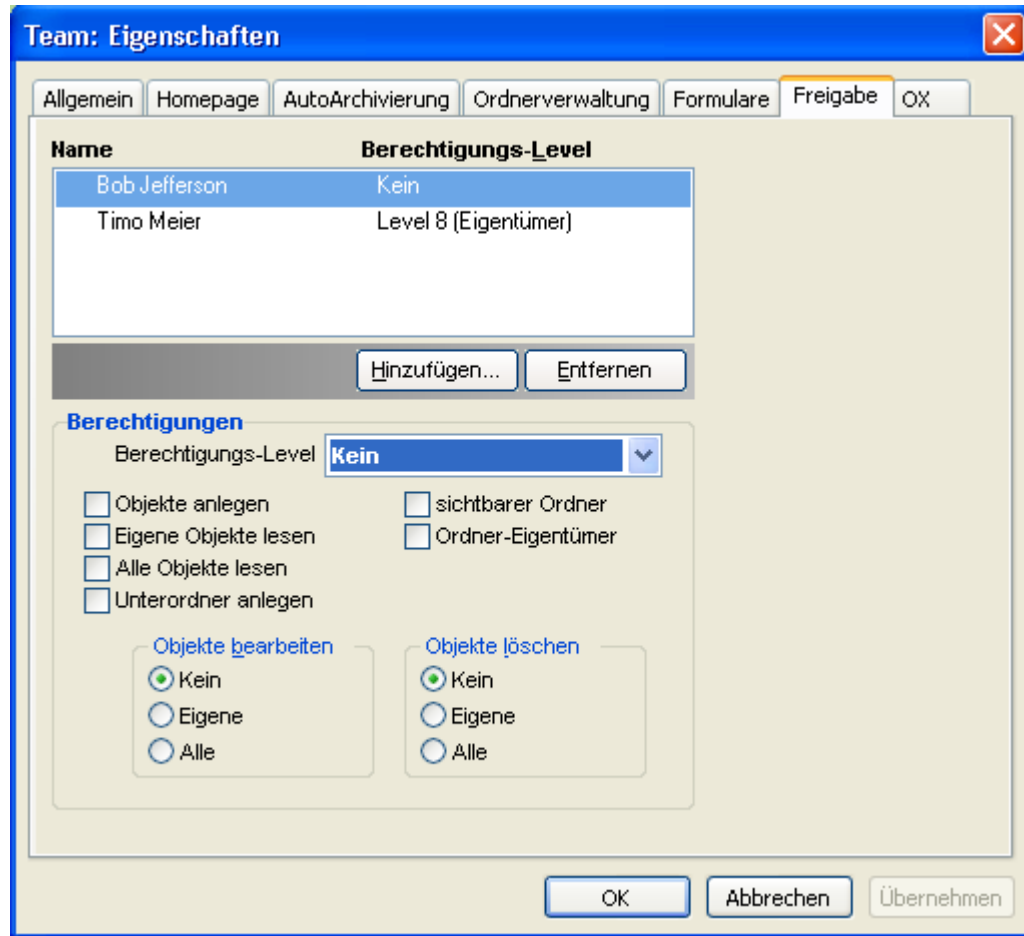 Team: Eigenschaften
Allgemein Homepage AutoArchivierung Ordnerverwaltung Formulare Freigabe OX
Name Berechtigungs-Level
Bob Jefferson Kein
Timo Meier Level 8 (Eigentümer)
Hinzufügen... Entfernen
Berechtigungen
Berechtigungs-Level Kein
Objekte anlegen sichtbarer Ordner
Eigene Objekte lesen Ordner-Eigentümer
Alle Objekte lesen
Unterordner anlegen
Objekte bearbeiten Objekte löschen
Kein Kein
Eigene Eigene
Alle Alle
OK Abbrechen Übernehmen